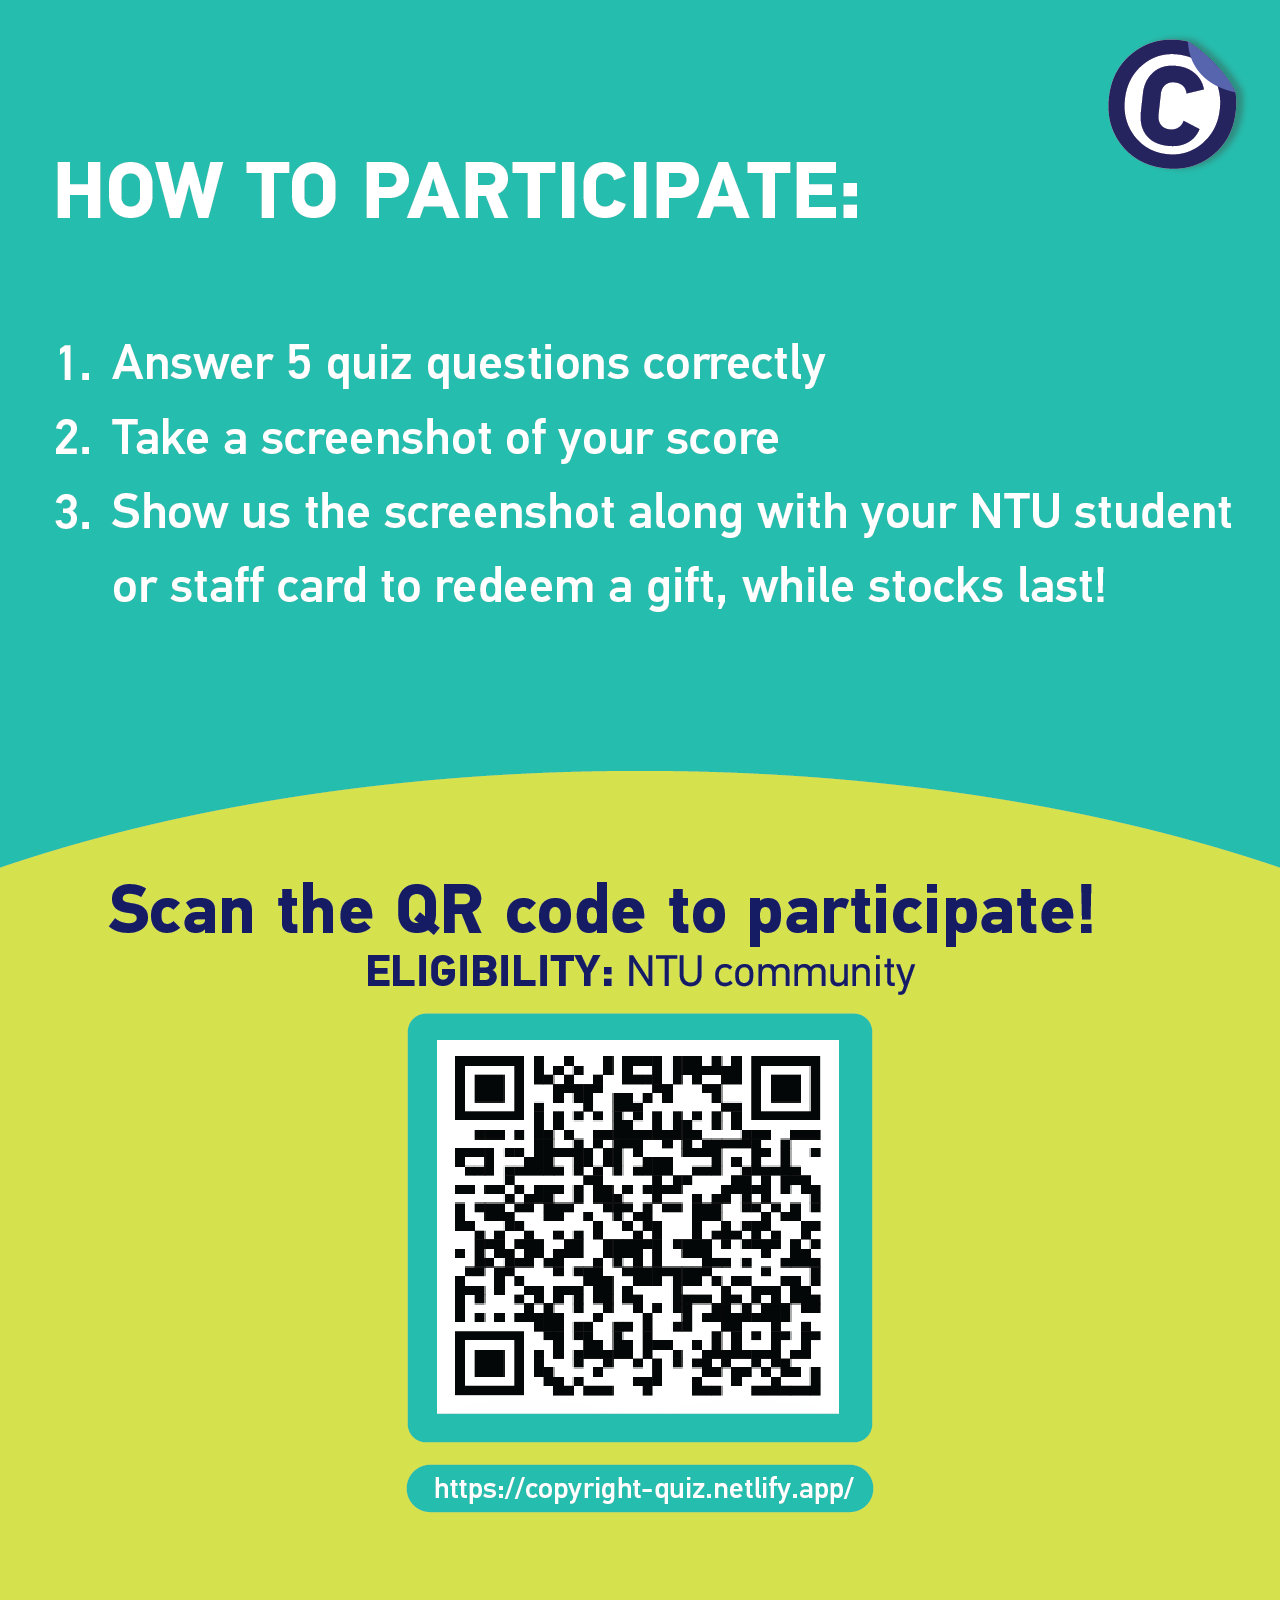 C
HOW TO PARTICIPATE:
1. Answer 5 quiz questions correctly
2. Take a screenshot of your score
3. Show us the screenshot along with your NTU student
or staff card to redeem a gift, while stocks last!
Scan the QR code to participate!
ELIGIBILITY: NTU community
https://copyright-quiz.netlify.app/